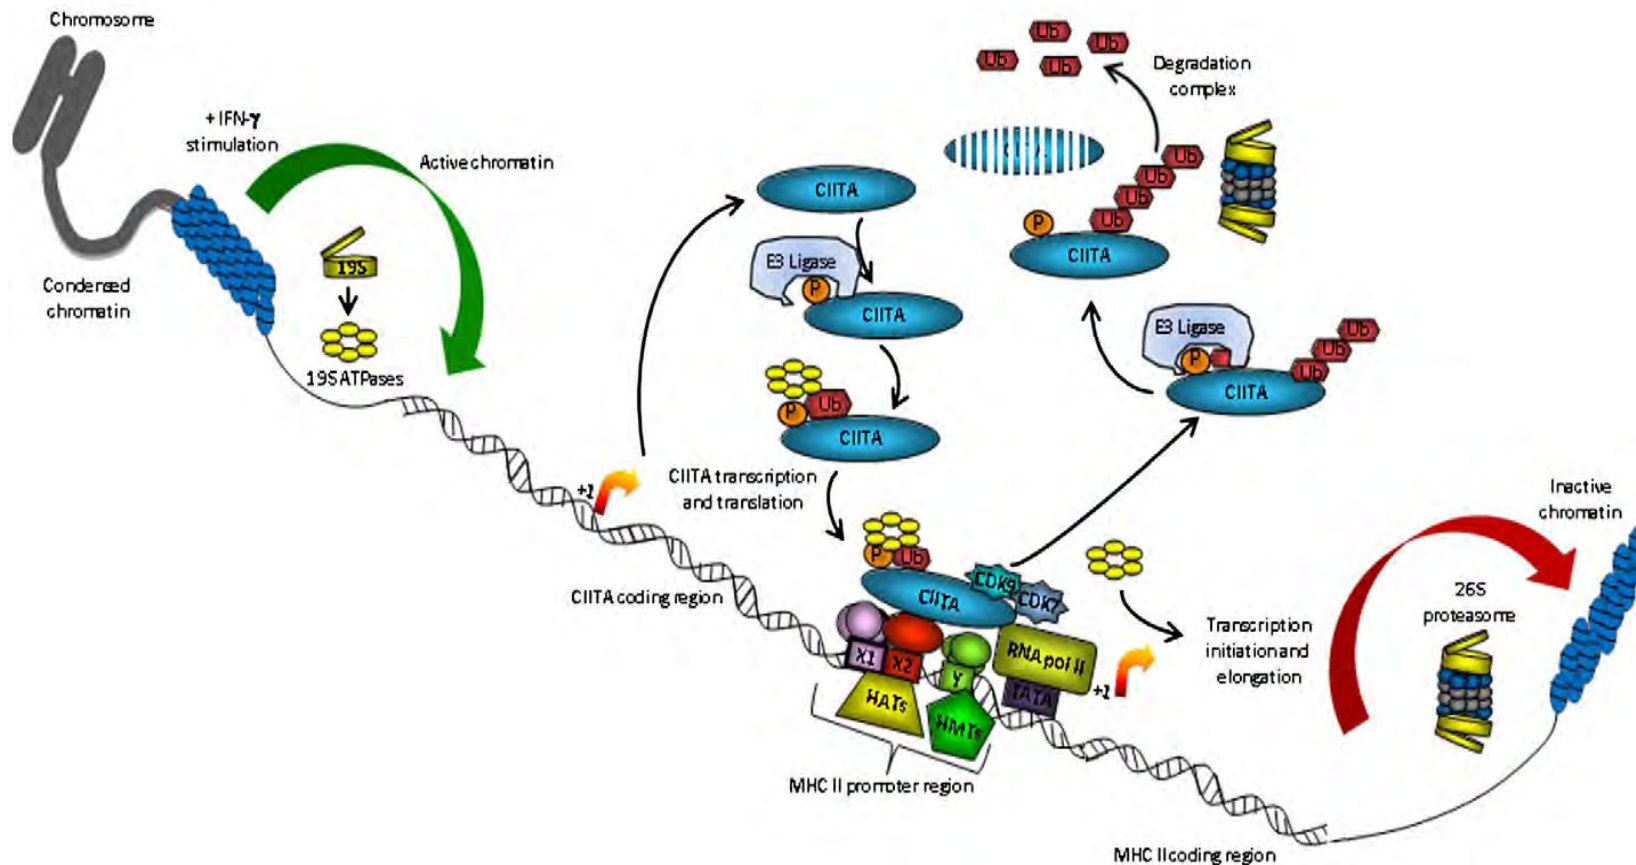 Chromosome
+ IFN-γ
stimulation
Active chromatin
19S
Condensed
chromatin
19S ATPases
CIITA
E3 Ligase
P
CIITA
P
Ub
CIITA
CIITA transcription
and translation
+1
CIITA coding region
Ub
Ub
Ub
Ub
Ub
Degradation
complex
Ub
Ub
Ub
Ub
P
CIITA
E3 Ligase
P
Ub
Ub
Ub
CIITA
P
Ub
CDK9
CDK7
CIITA
X1
X2
Y
RNA pol II
TATA
+1
HATs
HMTs
MHC II promoter region
Transcription
initiation and
elongation
Inactive
chromatin
26S
proteasome
MHC II coding region